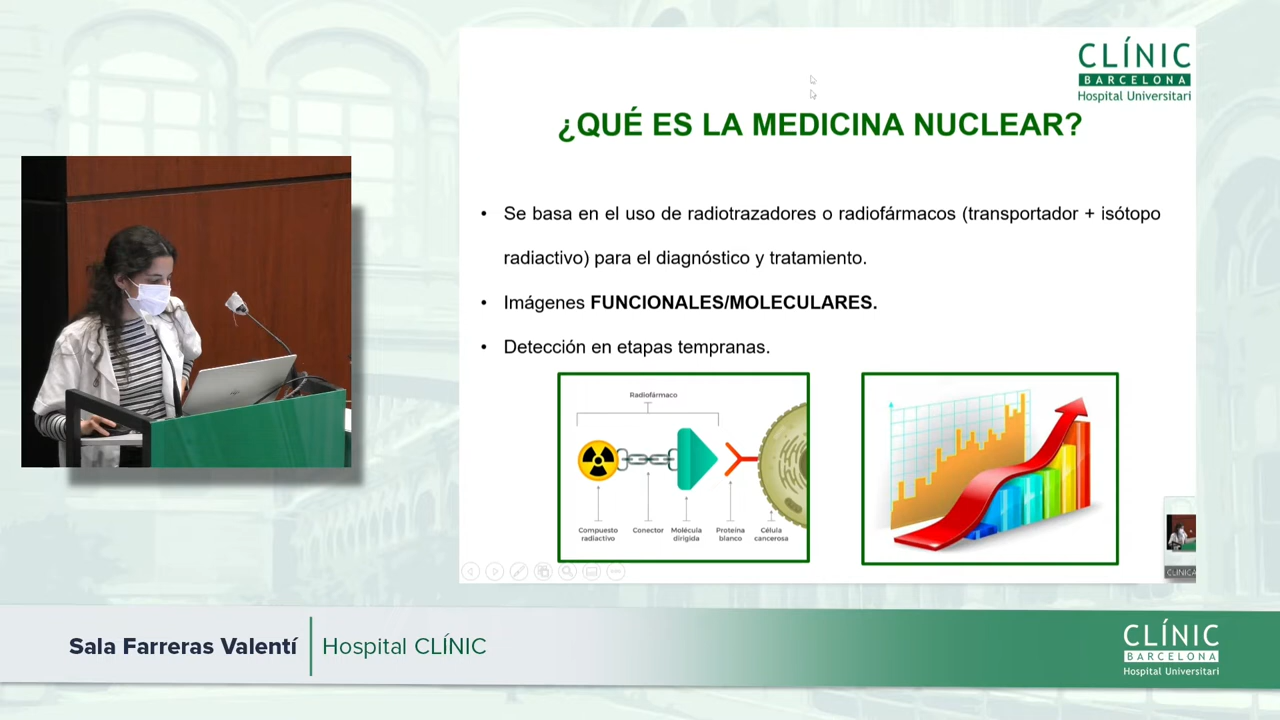 CLÍNIC
BARCELONA
Hospital Universitari
¿QUÉ ES LA MEDICINA NUCLEAR?
• Se basa en el uso de radiotrazadores o radiofármacos (transportador + isótopo
radiactivo) para el diagnóstico y tratamiento.
• Imágenes FUNCIONALES/MOLECULARES.
• Detección en etapas tempranas.
Radiofármaco
Compuesto
radiactivo
Conector
Molécula
dirigida
Proteína
blanco
Célula
cancerosa
CLINICA
Sala Farreras Valentí
Hospital CLÍNIC
CLÍNIC
BARCELONA
Hospital Universitari